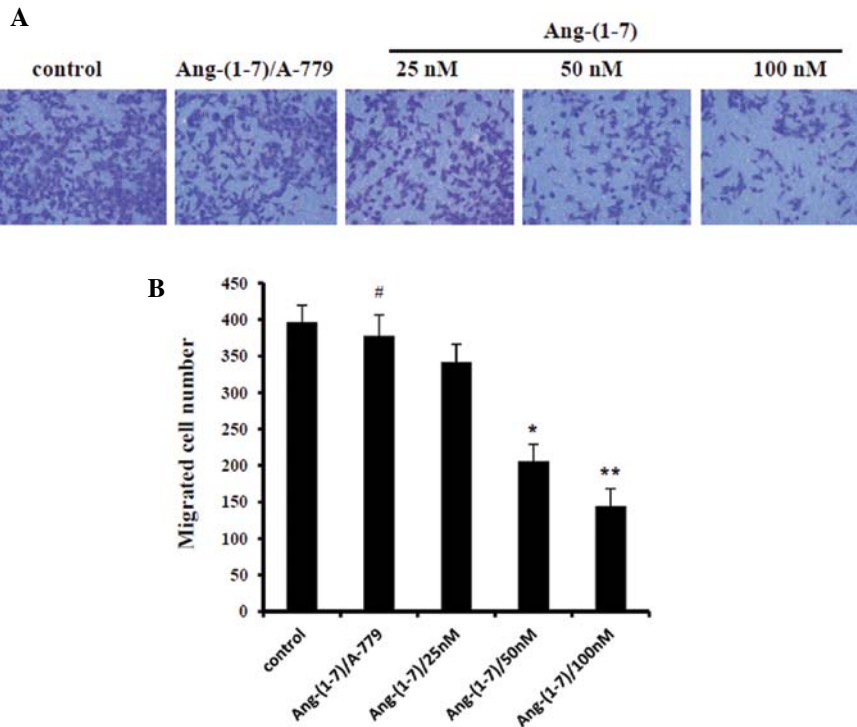 A
Ang-(1-7)
control Ang-(1-7)/A-779 25 nM 50 nM 100 nM
B
Migrated cell number
450
400
350
300
250
200
150
100
50
0
#
*
**
control
Ang-(1-7)/A-779
Ang-(1-7)/25nM
Ang-(1-7)/50nM
Ang-(1-7)/100nM